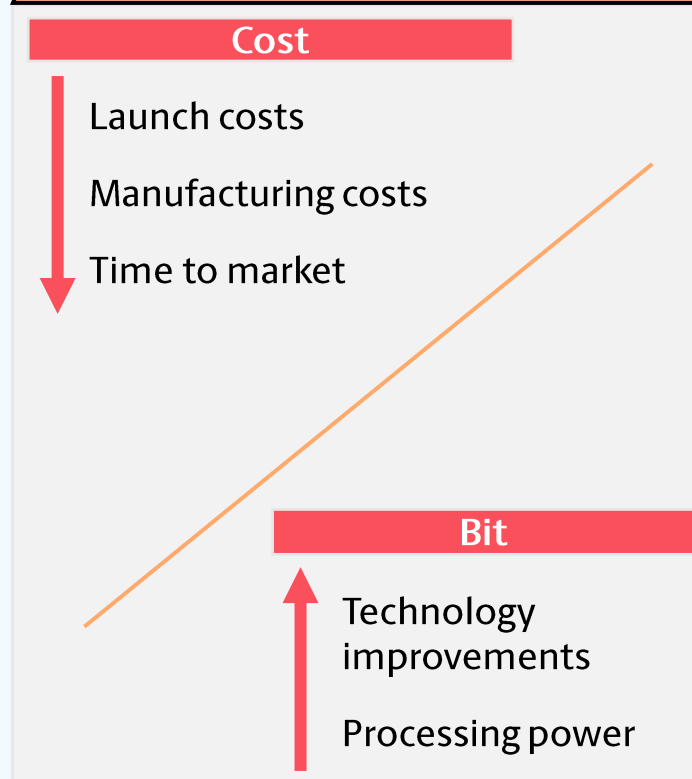 Cost
Launch costs
Manufacturing costs
Time to market
Bit
Technology
improvements
Processing power